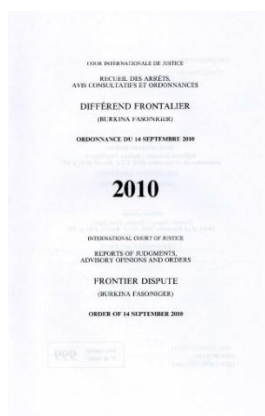 COUR INTERNATIONALE DE JUSTICE
RECUEIL DES ARRÊTS,
AVIS CONSULTATIFS ET ORDONNANCES
DIFFÉREND FRONTALIER
(BURKINA FASO/NIGER)
ORDONNANCE DU 14 SEPTEMBRE 2010
2010
INTERNATIONAL COURT OF JUSTICE
REPORTS OF JUDGMENTS,
ADVISORY OPINIONS AND ORDERS
FRONTIER DISPUTE
(BURKINA FASO/NIGER)
ORDER OF 14 SEPTEMBER 2010